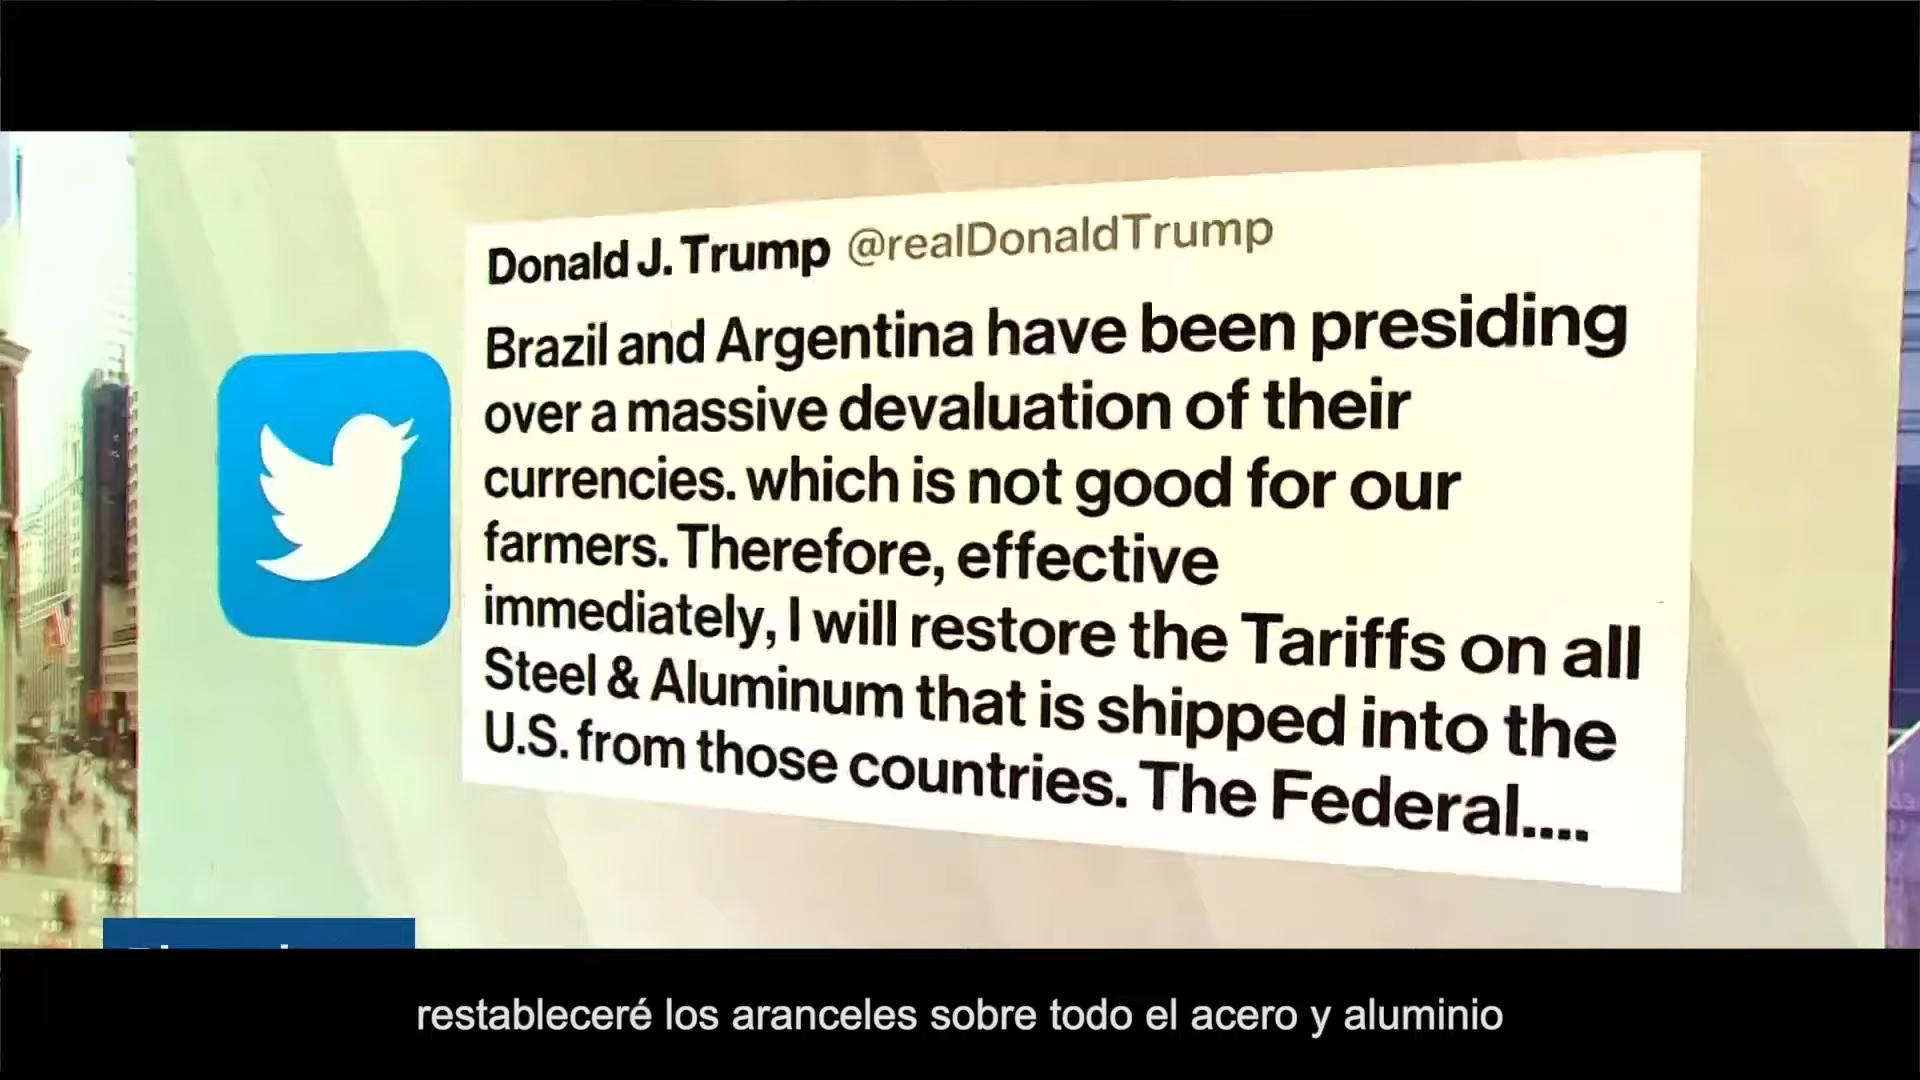 Donald J. Trump @realDonaldTrump
Brazil and Argentina have been presiding
over a massive devaluation of their
currencies. which is not good for our
farmers. Therefore, effective
immediately, I will restore the Tariffs on all
Steel & Aluminum that is shipped into the
U.S. from those countries. The Federal....
restableceré los aranceles sobre todo el acero y aluminio